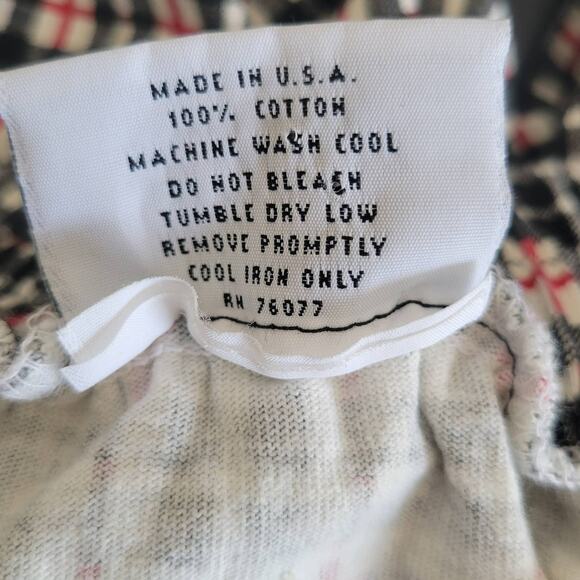 MADE IN U.S.A.
100% COTTON
MACHINE WASH COOL
DO NOT BLEACH
TUMBLE DRY LOW
REMOVE PROMPTLY
COOL IRON ONLY
RN 76077